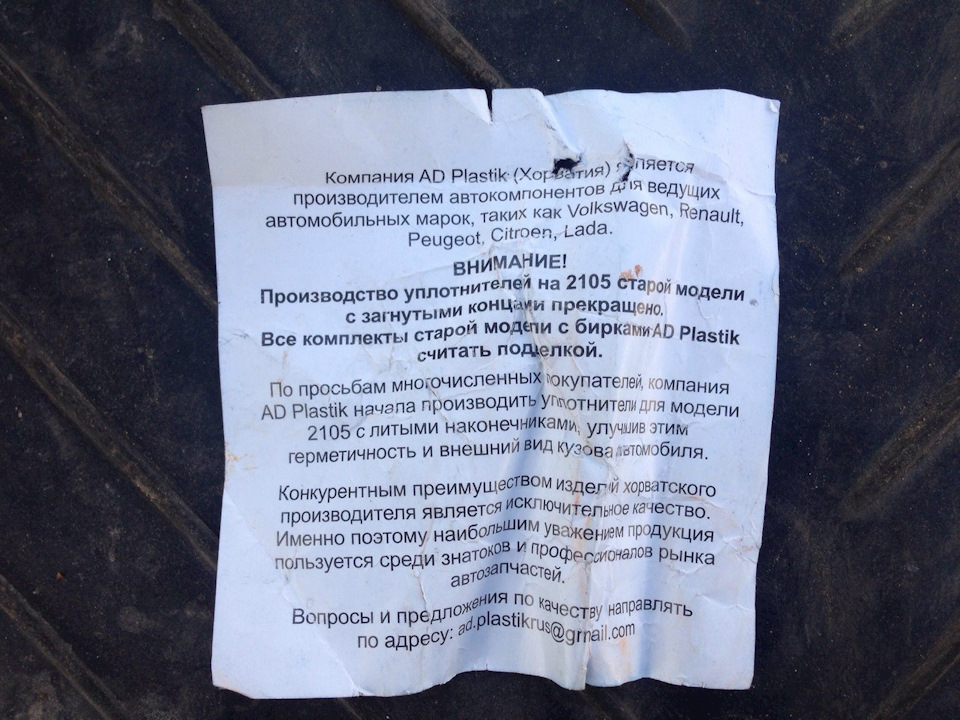 Компания AD Plastik (Хорватия) является
производителем автокомпонентов для ведущих
автомобильных марок, таких как Volkswagen, Renault,
Peugeot, Citroen, Lada.
ВНИМАНИЕ!
Производство уплотнителей на 2105 старой модели
с загнутыми концами прекращено.
Все комплекты старой модели с бирками AD Plastik
считать подделкой.
По просьбам многочисленных покупателей, компания
AD Plastik начала производить уплотнители для модели
2105 с литыми наконечниками, улучшив этим
герметичность и внешний вид кузова автомобиля.
Конкурентным преимуществом изделий хорватского
производителя является исключительное качество.
Именно поэтому наибольшим уважением продукция
пользуется среди знатоков и профессионалов рынка
автозапчастей.
Вопросы и предложения по качеству направлять
по адресу: ad.plastikrus@gmail.com